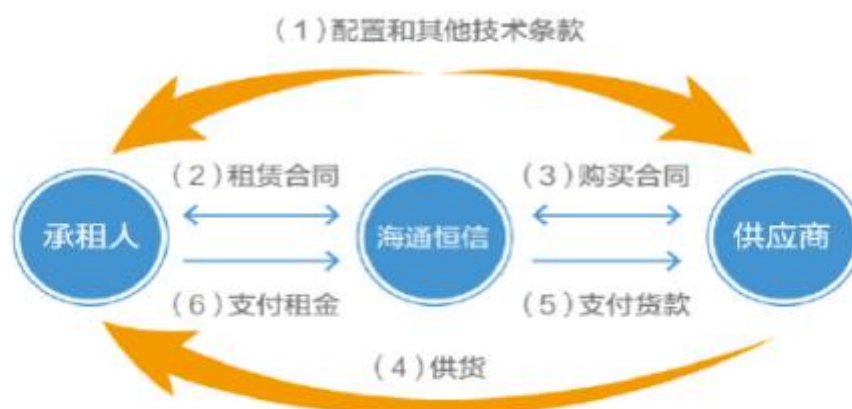 (1)配置和其他技术条款
(2)租赁合同
(3)购买合同
承租人
海通恒信
供应商
(6)支付租金
(5)支付货款
(4)供货